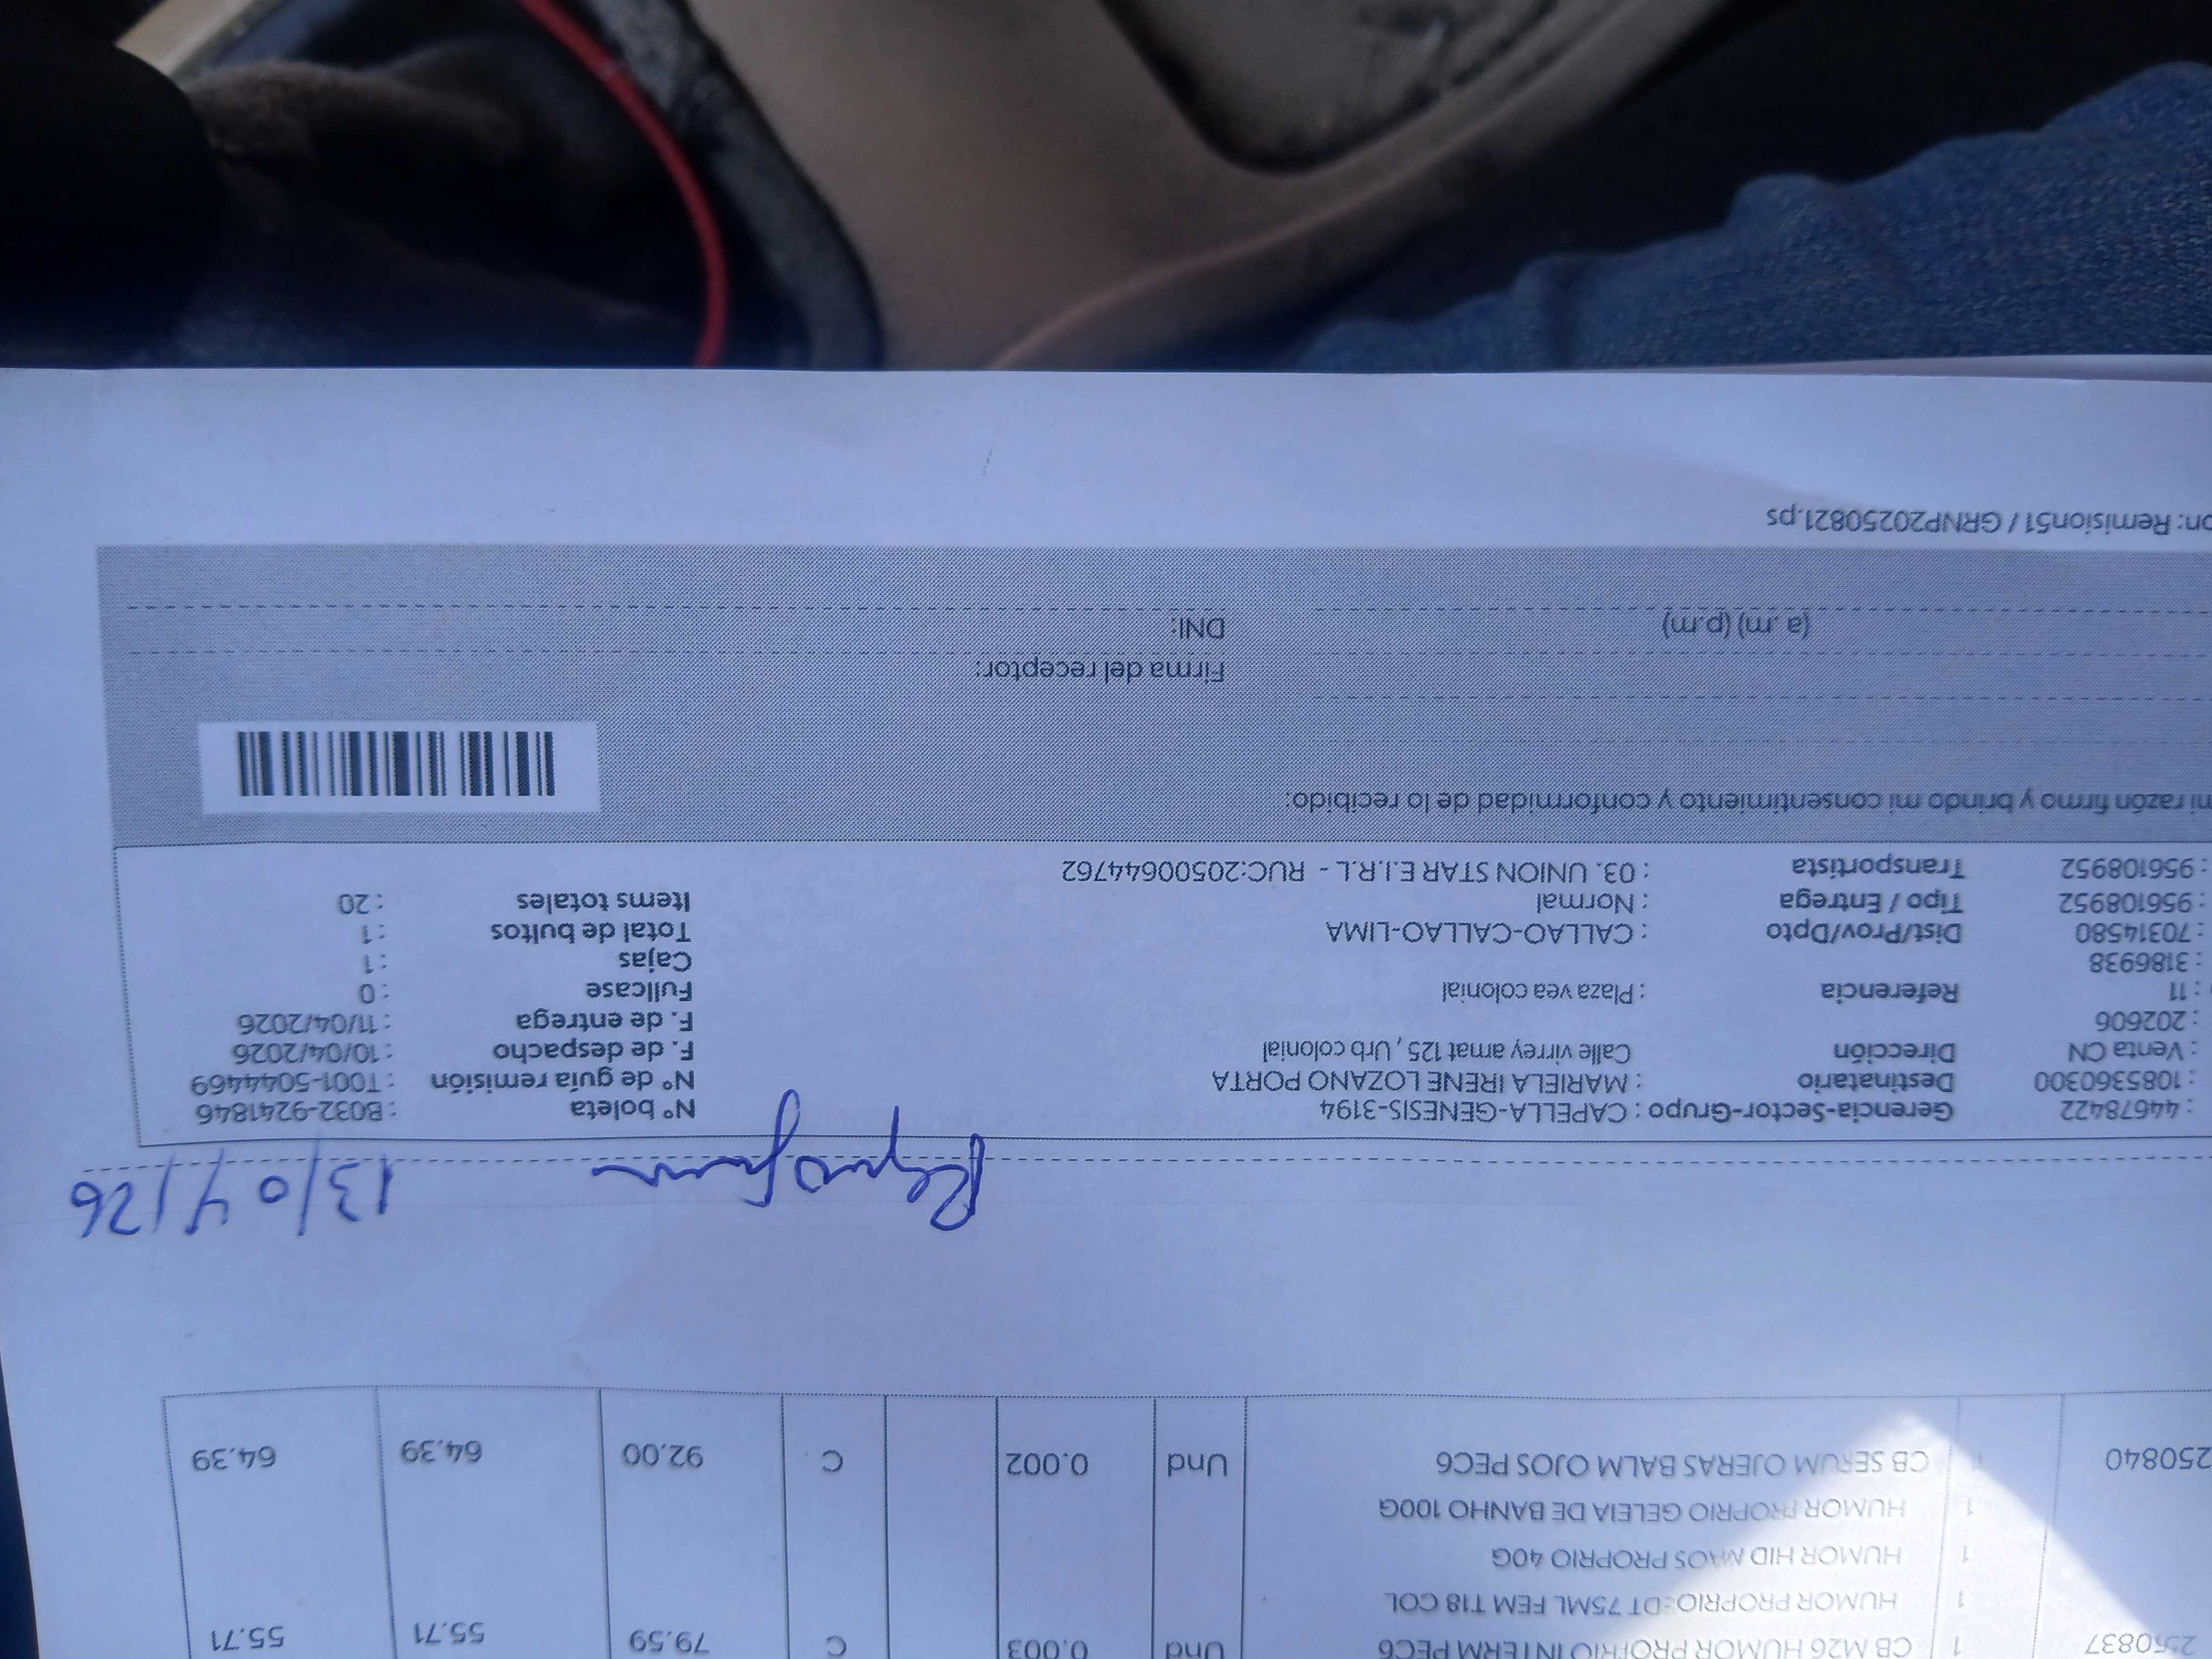 250837 1 CB M26 HUMOR PROPRIO INTERM PEC6 Und 0.003 C 79.59 55.71 55.71
1 HUMOR PROPRIO DT 75ML FEM T18 COL
1 HUMOR HID MAOS PROPRIO 40G
1 HUMOR PROPRIO GELEIA DE BANHO 100G
250840 1 CB SERUM OJERAS BALM OJOS PEC6 Und 0.002 C 92.00 64.39 64.39
13/04/26
: 44678422 Gerencia-Sector-Grupo : CAPELLA-GENESIS-3194 N° boleta : B032-9241846
: 1085360300 Destinatario : MARIELA IRENE LOZANO PORTA N° de guía remisión : T001-5044469
: Venta CN Dirección Calle virrey amat 125 , Urb colonial F. de despacho : 10/04/2026
: 202606 F. de entrega : 11/04/2026
: 11 Referencia : Plaza vea colonial Fullcase : 0
: 3186938 Cajas : 1
: 70314580 Dist/Prov/Dpto : CALLAO-CALLAO-LIMA Total de bultos : 1
: 956108952 Tipo / Entrega : Normal Items totales : 20
: 956108952 Transportista : 03. UNION STAR E.I.R.L - RUC:20500644762
mi razón firmo y brindo mi consentimiento y conformidad de lo recibido:
Firma del receptor:
(a .m) (p.m) DNI:
on: Remision51 / GRNP20250821.ps